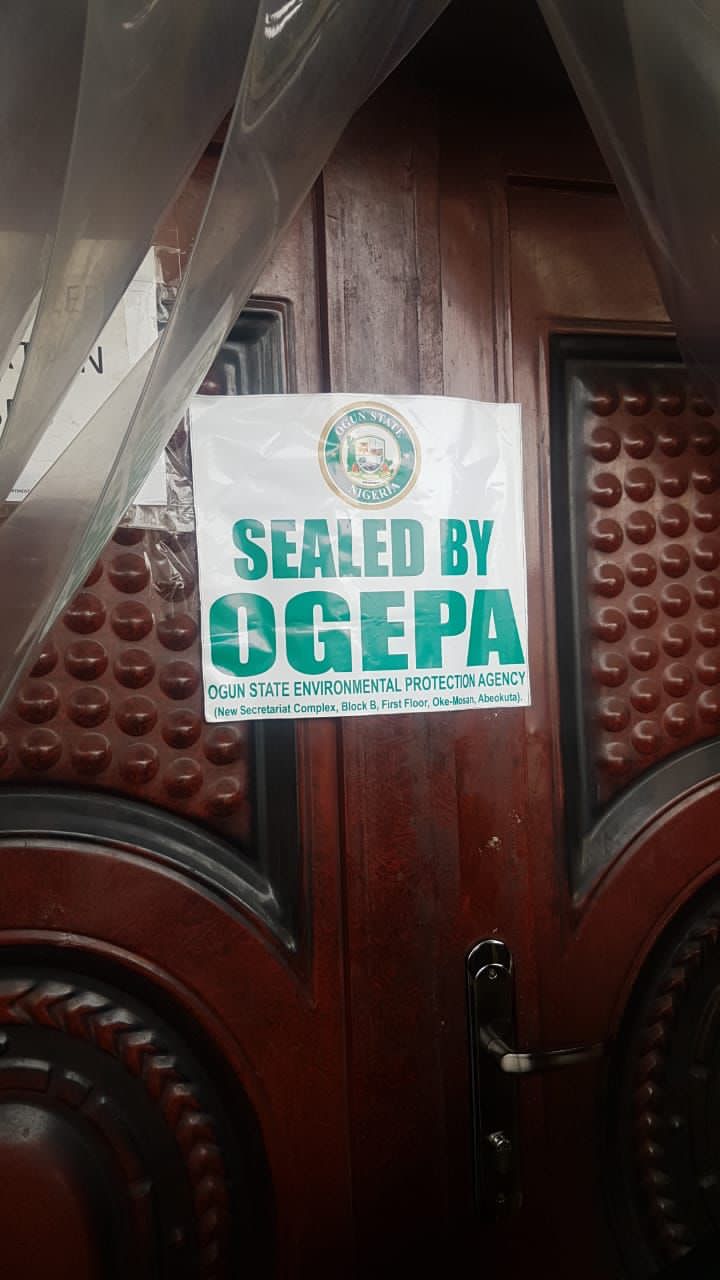 OGUN STATE
NIGERIA
SEALED BY
OGEPA
OGUN STATE ENVIRONMENTAL PROTECTION AGENCY
(New Secretariat Complex, Block B, First Floor, Oke-Mosan, Abeokuta).